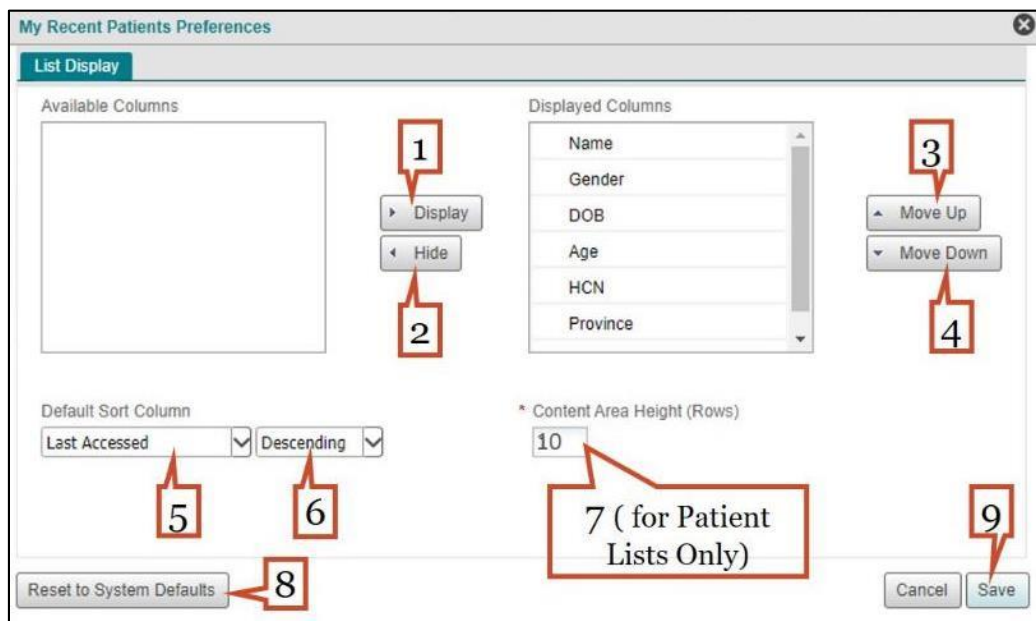 My Recent Patients Preferences
List Display
Available Columns
Displayed Columns
1
Display
Hide
2
Name
Gender
DOB
Age
HCN
Province
3
Move Up
Move Down
4
Default Sort Column
Last Accessed
Descending
5
6
* Content Area Height (Rows)
10
7 ( for Patient
Lists Only)
Reset to System Defaults
8
9
Cancel
Save